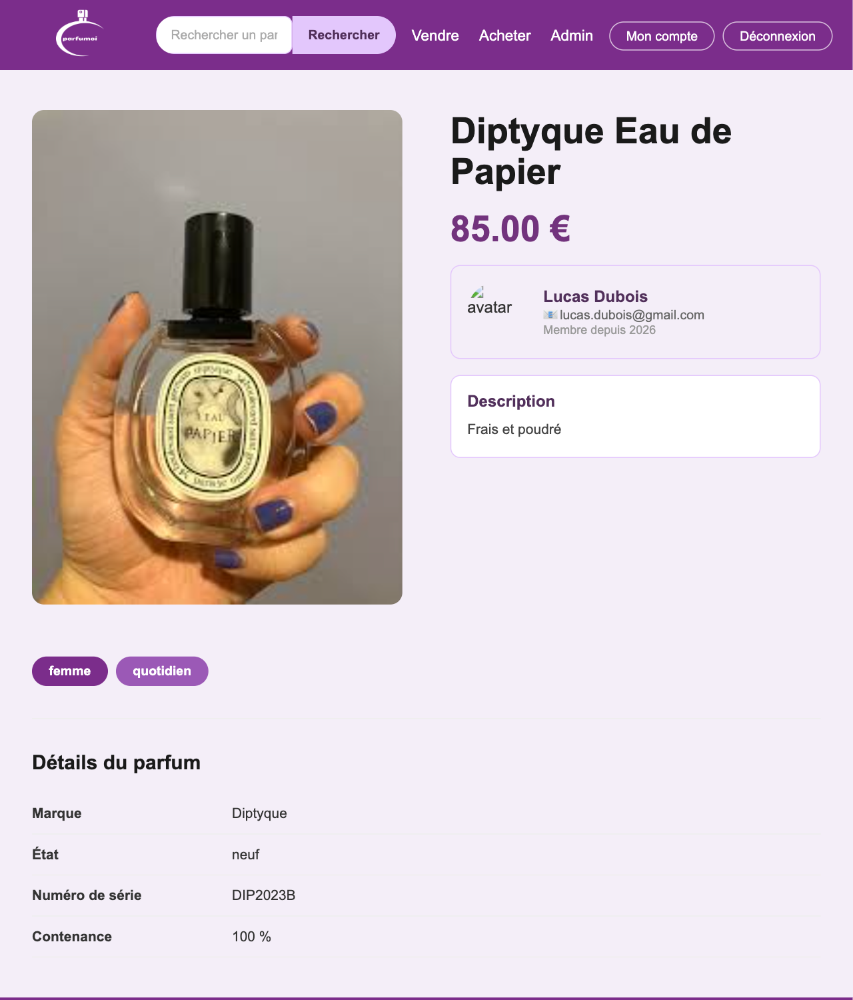 parfumoi
Rechercher un par
Rechercher
Vendre
Acheter
Admin
Mon compte
Déconnexion
L'EAU
PAPIER
Diptyque Eau de
Papier
85.00 €
avatar
Lucas Dubois
lucas.dubois@gmail.com
Membre depuis 2026
Description
Frais et poudré
femme
quotidien
Détails du parfum
Marque
Diptyque
État
neuf
Numéro de série
DIP2023B
Contenance
100 %